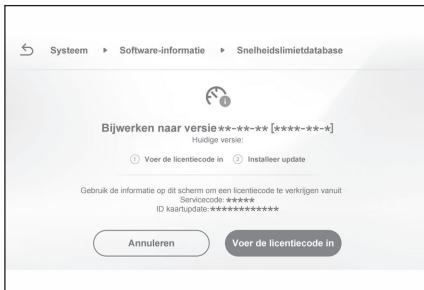 Systeem ▸ Software-informatie ▸ Snelheidslimietdatabase
Bijwerken naar versie**-**-** [****-**-*]
Huidige versie:
① Voer de licentiecode in ② Installeer update
Gebruik de informatie op dit scherm om een licentiecode te verkrijgen vanuit
Servicecode: *****
ID kaartupdate: ************
Annuleren Voer de licentiecode in